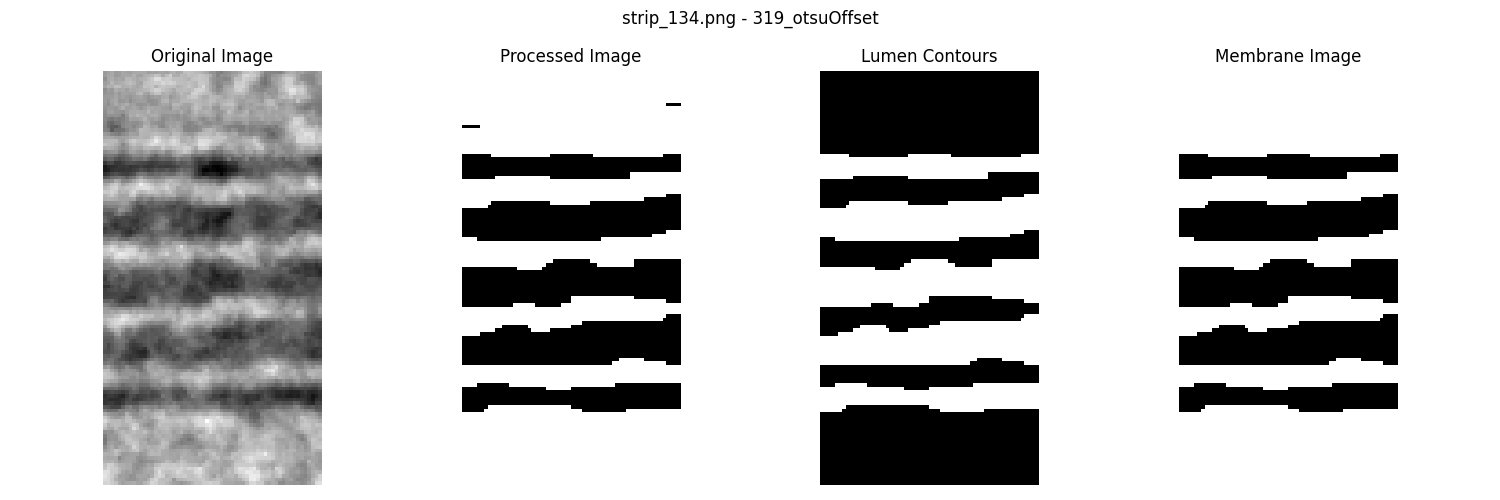 strip_134.png - 319_otsuOffset
Original Image
Processed Image
Lumen Contours
Membrane Image